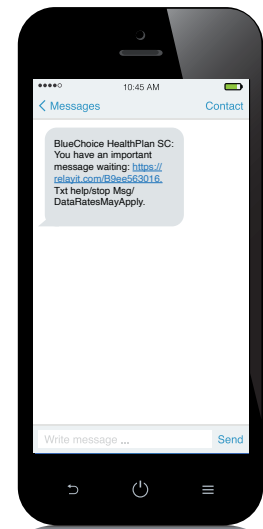 10:45 AM
Messages
Contact
BlueChoice HealthPlan SC:
You have an important
message waiting: https://
relayit.com/B9ee563016.
Txt help/stop Msg/
DataRatesMayApply.
Write message ...
Send